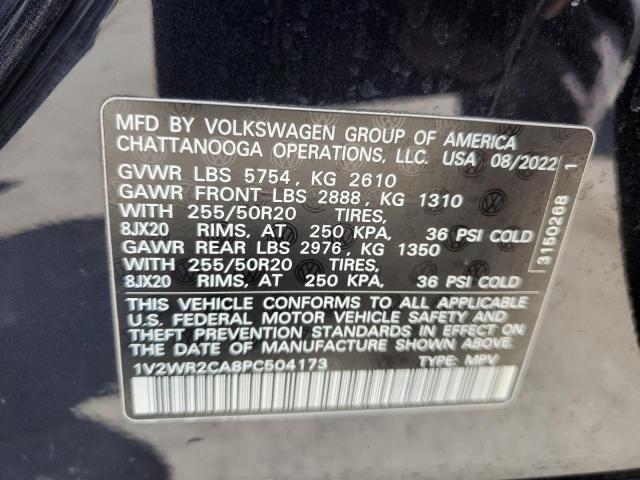 MFD BY VOLKSWAGEN GROUP OF AMERICA
CHATTANOOGA OPERATIONS, LLC. USA 08/2022
GVWR LBS 5754, KG 2610
GAWR FRONT LBS 2888, KG 1310
WITH 255/50R20 TIRES,
8JX20 RIMS, AT 250 KPA, 36 PSI COLD
GAWR REAR LBS 2976, KG 1350
WITH 255/50R20 TIRES,
8JX20 RIMS, AT 250 KPA, 36 PSI COLD
THIS VEHICLE CONFORMS TO ALL APPLICABLE
U.S. FEDERAL MOTOR VEHICLE SAFETY AND
THEFT PREVENTION STANDARDS IN EFFECT ON
THE DATE OF MANUFACTURE SHOWN ABOVE.
1V2WR2CA8PC504173 TYPE: MPV
3150268 1